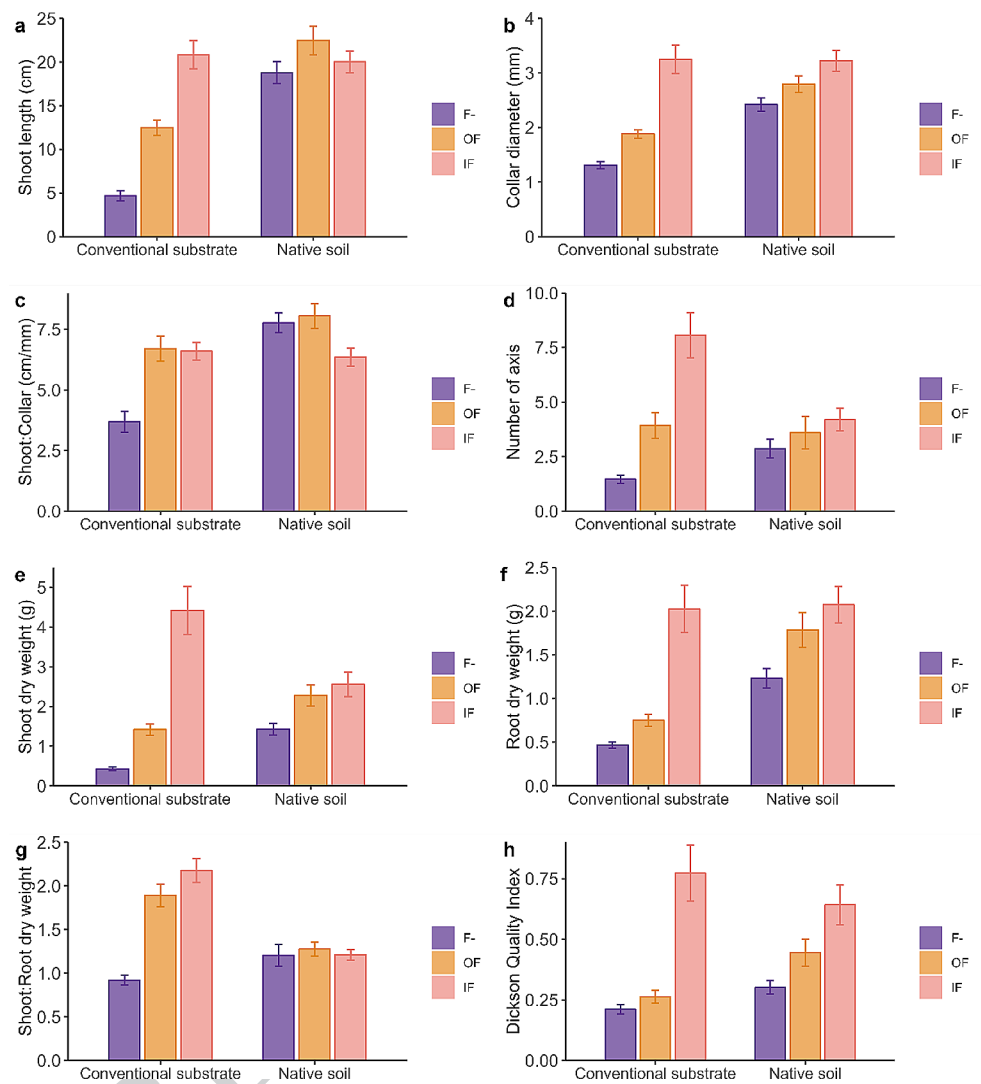 a
Shoot length (cm)
25
20
15
10
5
0
Conventional substrate
Native soil
F-
OF
IF
b
Collar diameter (mm)
4
3
2
1
0
Conventional substrate
Native soil
F-
OF
IF
c
Shoot:Collar (cm/mm)
7.5
5.0
2.5
0.0
Conventional substrate
Native soil
F-
OF
IF
d
Number of axis
10.0
7.5
5.0
2.5
0.0
Conventional substrate
Native soil
F-
OF
IF
e
Shoot dry weight (g)
5
4
3
2
1
0
Conventional substrate
Native soil
F-
OF
IF
f
Root dry weight (g)
2.5
2.0
1.5
1.0
0.5
0.0
Conventional substrate
Native soil
F-
OF
IF
g
Shoot:Root dry weight
2.5
2.0
1.5
1.0
0.5
0.0
Conventional substrate
Native soil
F-
OF
IF
h
Dickson Quality Index
0.75
0.50
0.25
0.00
Conventional substrate
Native soil
F-
OF
IF